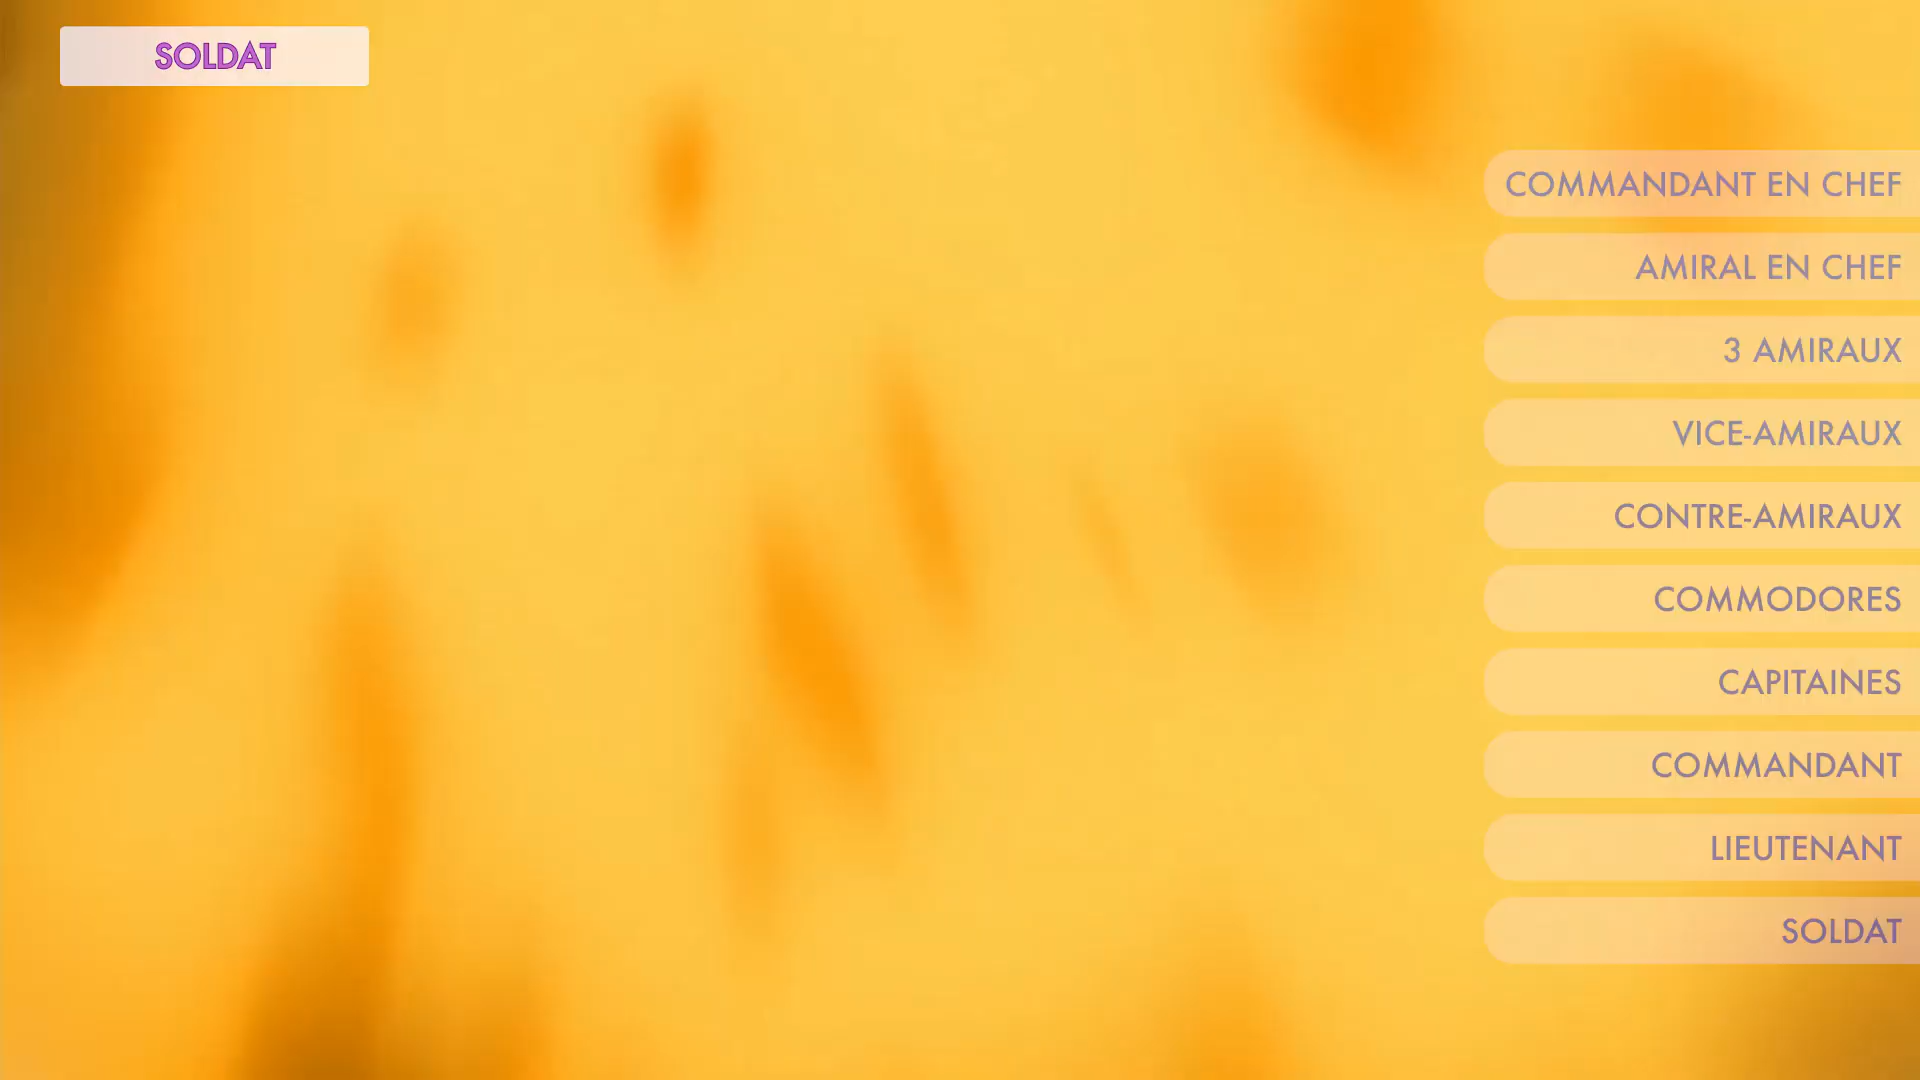 SOLDAT
COMMANDANT EN CHEF
AMIRAL EN CHEF
3 AMIRAUX
VICE-AMIRAUX
CONTRE-AMIRAUX
COMMODORES
CAPITAINES
COMMANDANT
LIEUTENANT
SOLDAT